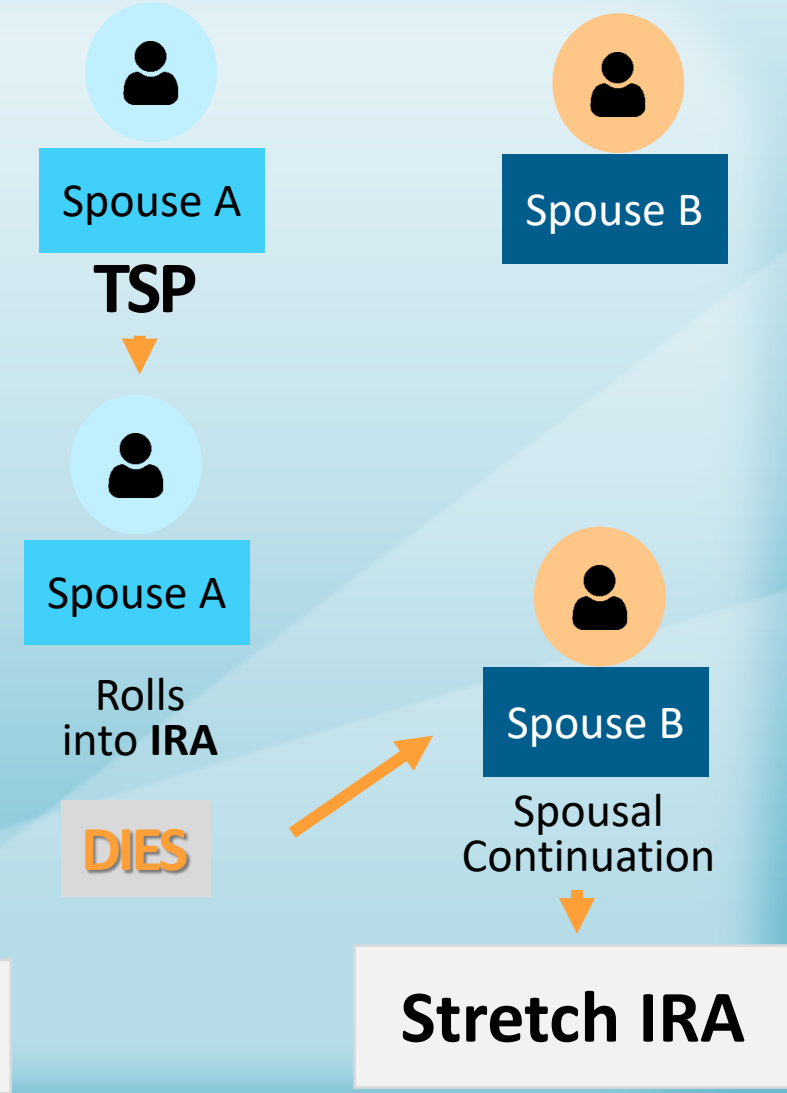 Spouse A
Spouse B
TSP
Spouse A
Rolls
into IRA
DIES
Spouse B
Spousal
Continuation
Stretch IRA